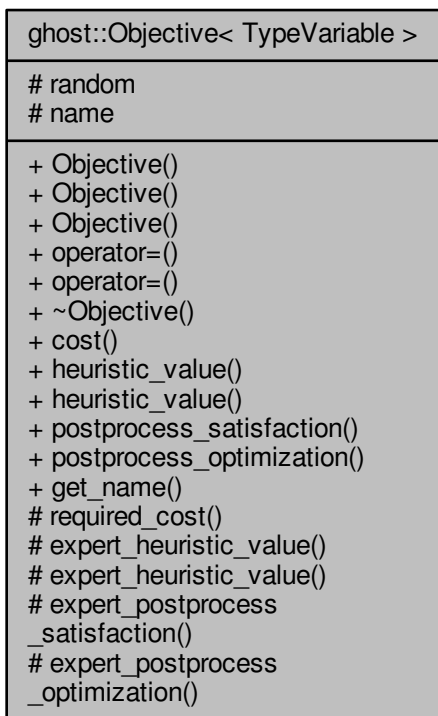 ghost::Objective< TypeVariable >
# random
# name
+ Objective()
+ Objective()
+ Objective()
+ operator=()
+ operator=()
+ ~Objective()
+ cost()
+ heuristic_value()
+ heuristic_value()
+ postprocess_satisfaction()
+ postprocess_optimization()
+ get_name()
# required_cost()
# expert_heuristic_value()
# expert_heuristic_value()
# expert_postprocess
_satisfaction()
# expert_postprocess
_optimization()